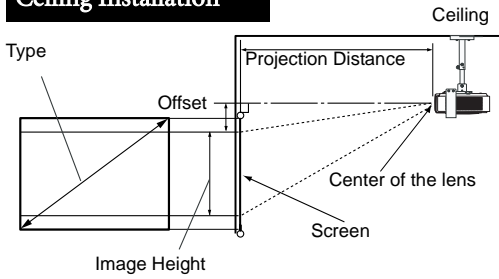 Ceiling Installation
Ceiling
Type
Projection Distance
Offset
Center of the lens
Screen
Image Height